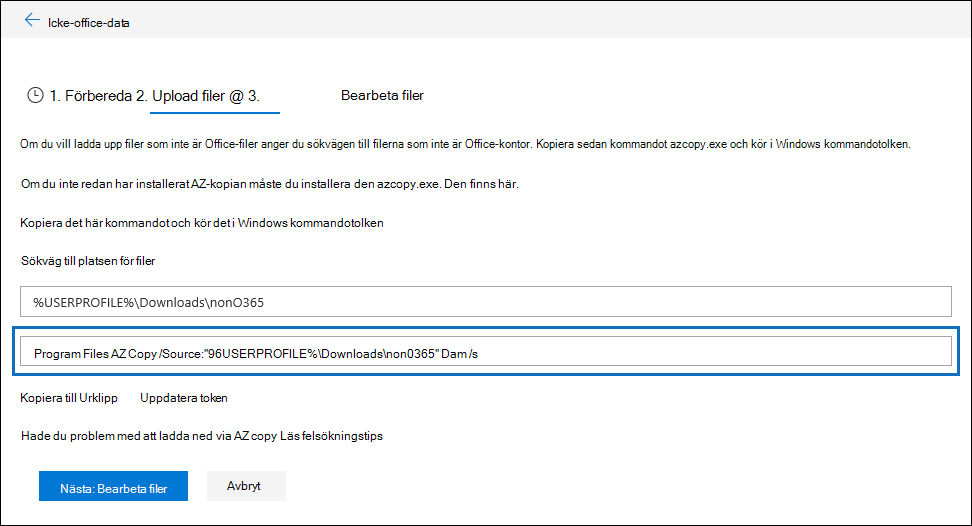 Icke-office-data
1. Förbereda 2. Upload filer @ 3. Bearbeta filer
Om du vill ladda upp filer som inte är Office-filer anger du sökvägen till filerna som inte är Office-kontor. Kopiera sedan kommandot azcopy.exe och kör i Windows kommandotolken.
Om du inte redan har installerat AZ-kopian måste du installera den azcopy.exe. Den finns här.
Kopiera det här kommandot och kör det i Windows kommandotolken
Sökväg till platsen för filer
%USERPROFILE%\Downloads\nonO365
Program Files AZ Copy /Source:"96USERPROFILE%\Downloads\non0365" Dam /s
Kopiera till Urklipp Uppdatera token
Hade du problem med att ladda ned via AZ copy Läs felsökningstips
Nästa: Bearbeta filer Avbryt